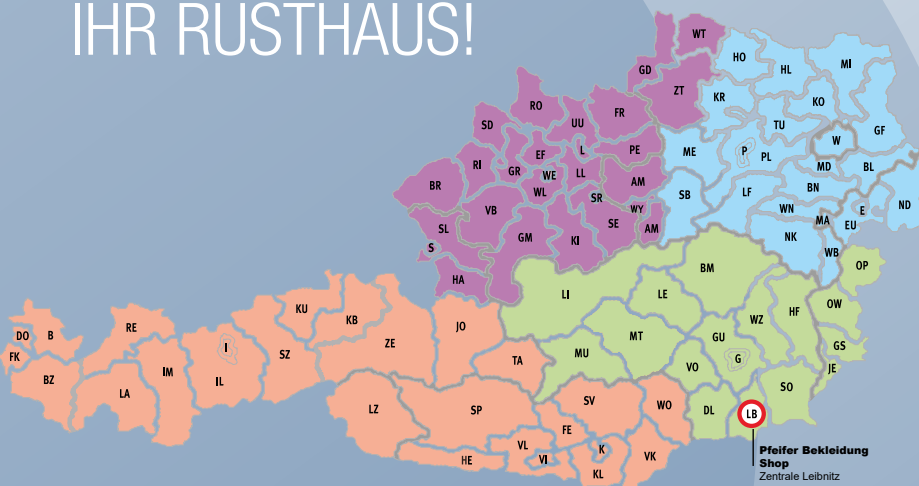 IHR RUSTHAUS!
WT
HO
HL
MI
GD
ZT
KR
KO
RO
FR
UU
SD
TU
GF
W
EF
L
PE
ME
P
PL
RI
GR
WE
LL
MD
BL
BR
WL
AM
SB
LF
BN
VB
SR
WY
WN
MA
E
ND
SL
GM
KI
SE
AM
NK
EU
S
WB
HA
BM
OP
LI
LE
KU
KB
JO
WZ
HF
OW
DO
B
RE
ZE
MT
GU
GS
FK
I
SZ
TA
MU
VO
G
JE
BZ
LA
IM
IL
SO
LZ
SP
SV
WO
DL
LB
FE
VL
K
HE
VI
KL
VK
Pfeifer Bekleidung
Shop
Zentrale Leibnitz